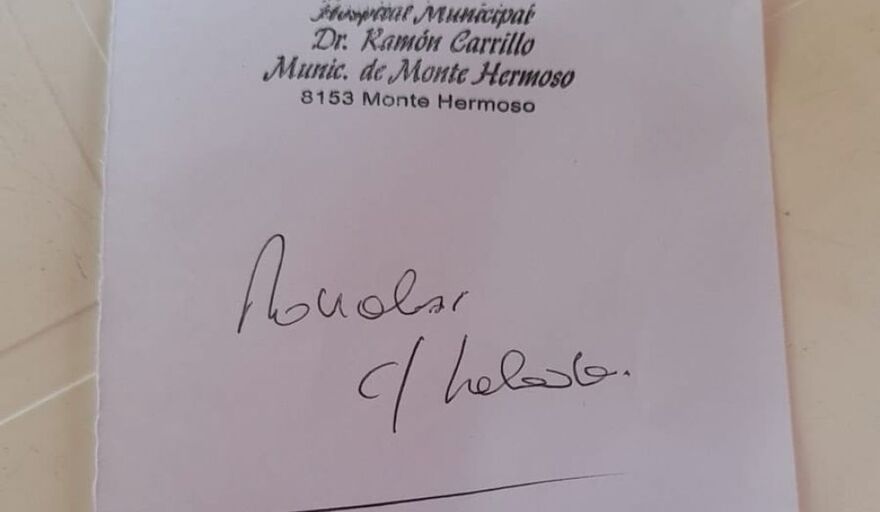 Hospital Municipal
Dr. Ramón Carrillo
Munic. de Monte Hermoso
8153 Monte Hermoso
c/ helado.